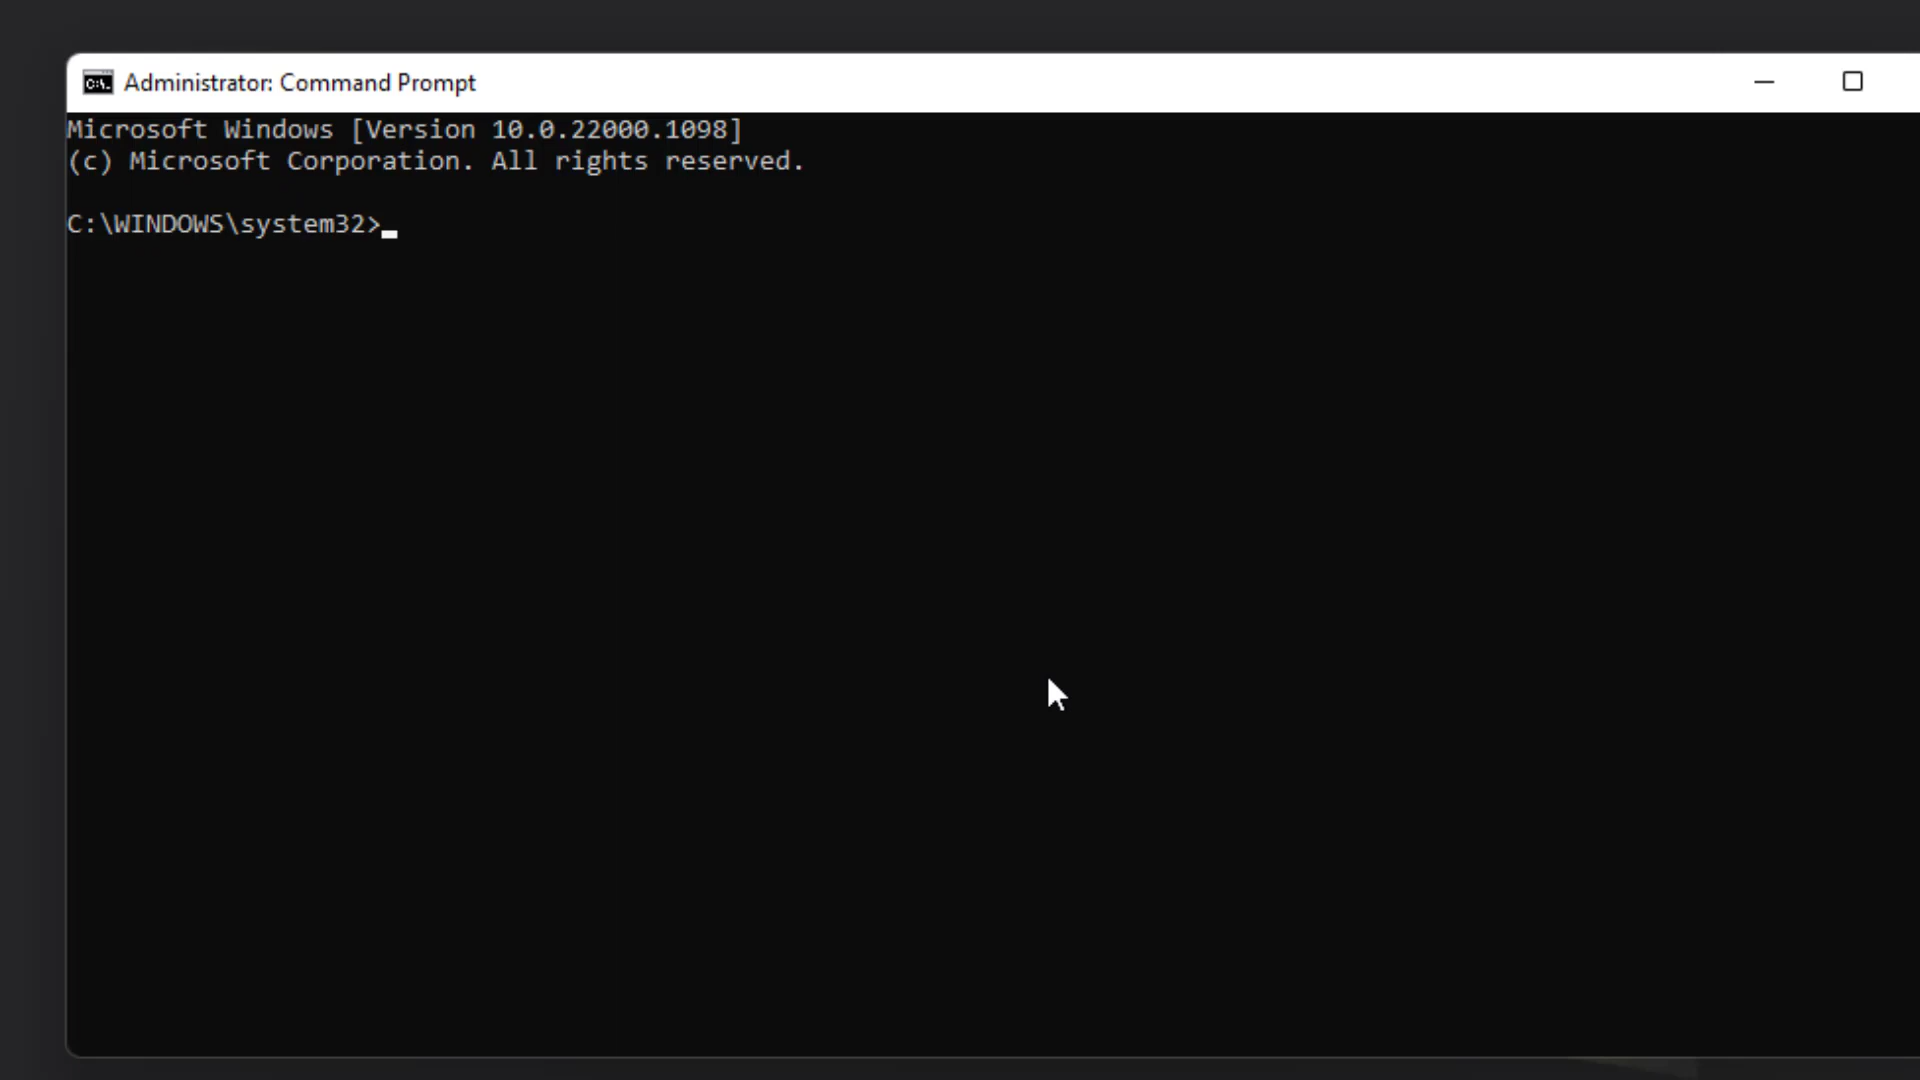 Administrator: Command Prompt
Microsoft Windows [Version 10.0.22000.1098]
(c) Microsoft Corporation. All rights reserved.
C:\WINDOWS\system32>